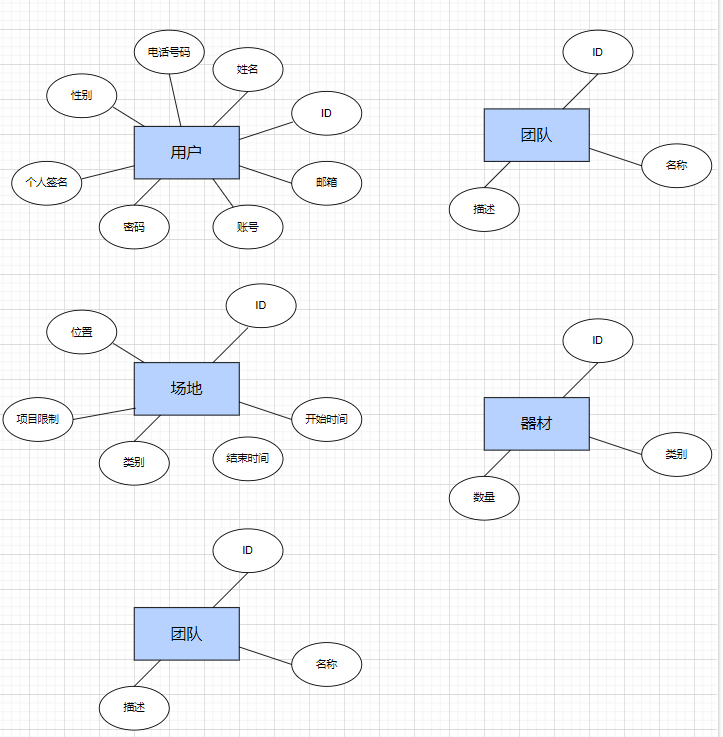 电话号码
姓名
性别
ID
用户
个人签名
邮箱
密码
账号
ID
团队
名称
描述
ID
位置
场地
项目限制
开始时间
类别
结束时间
ID
器材
类别
数量
ID
团队
名称
描述